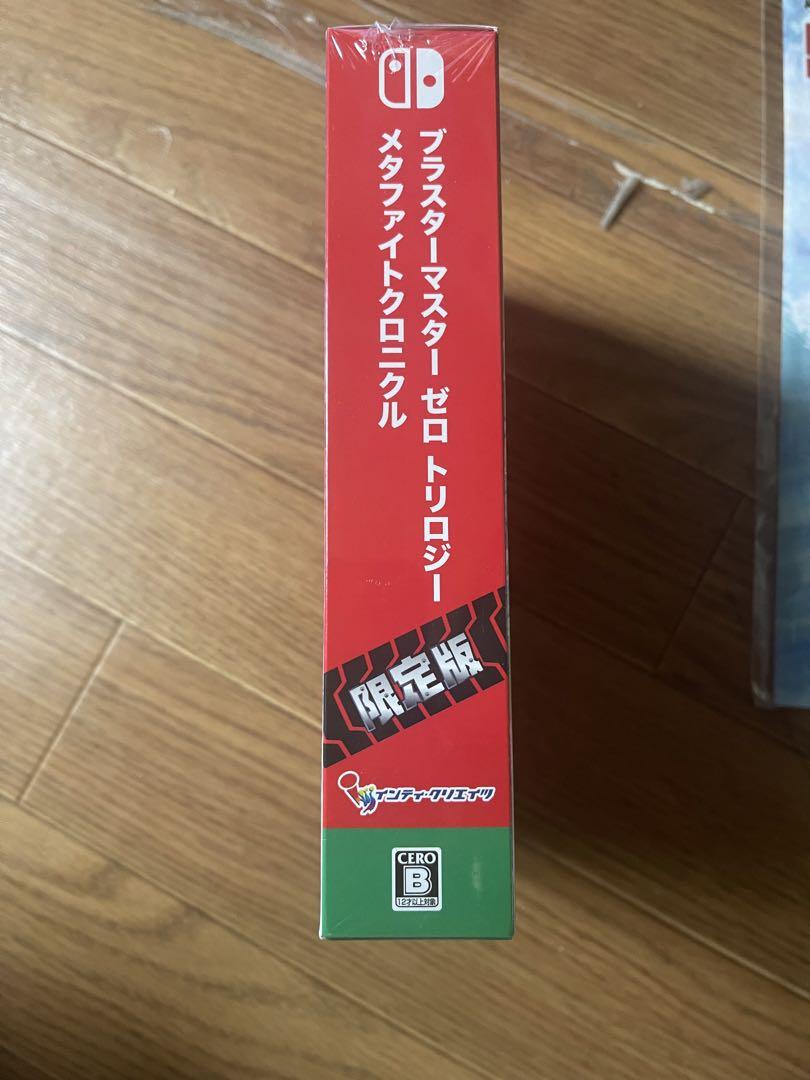 ブラスターマスター ゼロ トリロジー
メタファイトクロニクル
限定版
インティ・クリエイツ
CERO
B
12才以上対象